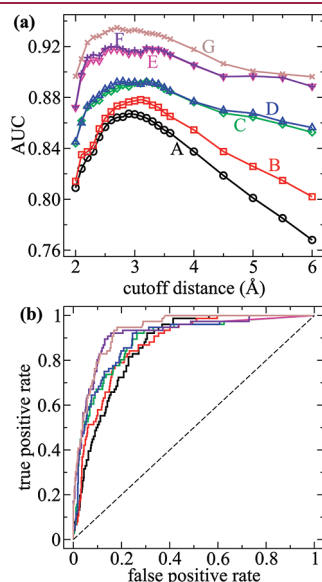 (a)
0.92
0.88
0.84
0.80
0.76
AUC
F
G
E
D
C
B
A
2 3 4 5 6
cutoff distance (Å)
(b)
1
0.8
0.6
0.4
0.2
0
true positive rate
0 0.2 0.4 0.6 0.8 1
false positive rate